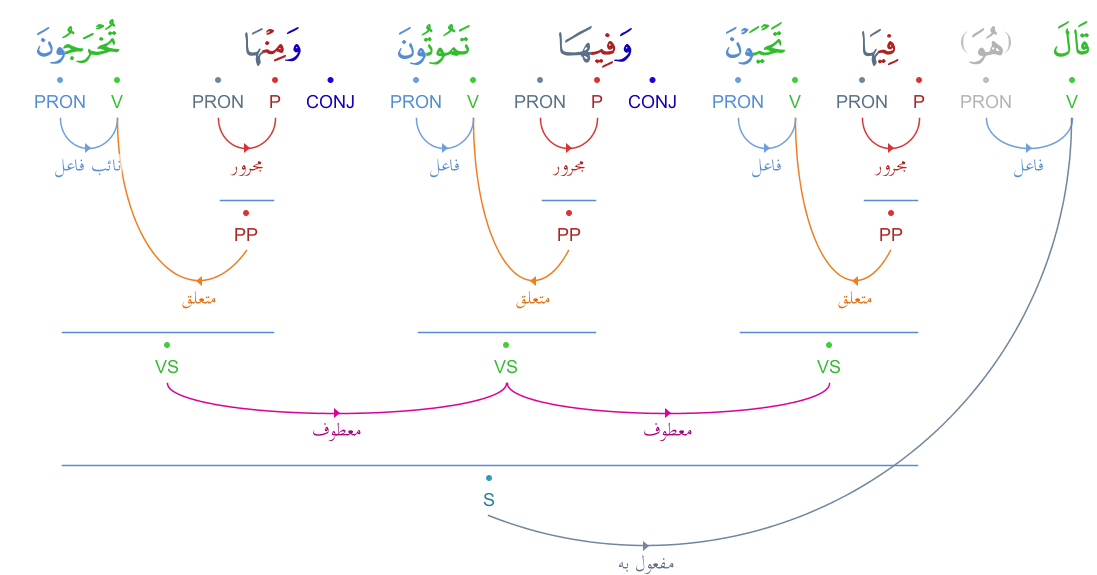 قَالَ (هُوَ) فِيهَا تَحْيَوْنَ وَفِيهَا تَمُوتُونَ وَمِنْهَا تُخْرَجُونَ
V PRON P PRON V PRON CONJ P PRON V PRON CONJ P PRON V PRON
فاعل مجرور فاعل مجرور فاعل مجرور نائب فاعل
PP PP PP
متعلق متعلق متعلق
VS VS VS
معطوف معطوف
S
مفعول به